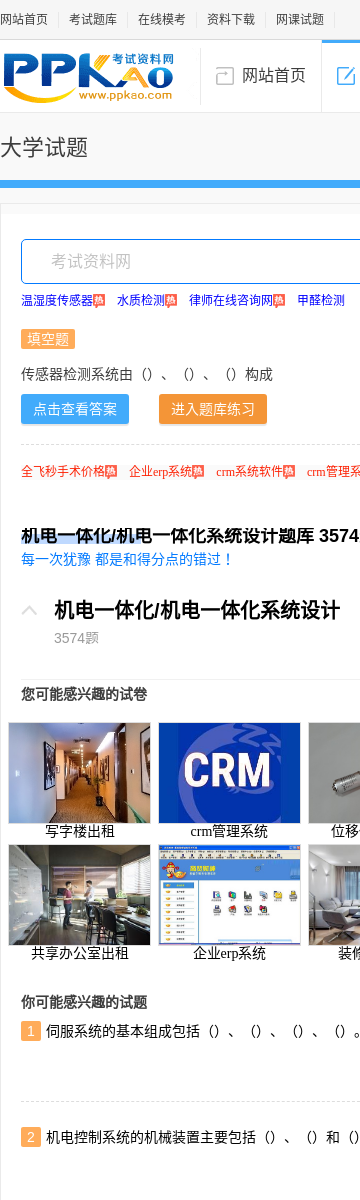 网站首页 考试题库 在线模考 资料下载 网课试题
PPKAO 考试资料网
www.ppkao.com
网站首页
大学试题
考试资料网
温湿度传感器 热 水质检测 热 律师在线咨询网 热 甲醛检测
填空题
传感器检测系统由（）、（）、（）构成
点击查看答案 进入题库练习
全飞秒手术价格 热 企业erp系统 热 crm系统软件 热 crm管理系
机电一体化/机电一体化系统设计题库 3574
每一次犹豫 都是和得分点的错过！
机电一体化/机电一体化系统设计
3574题
您可能感兴趣的试卷
CRM
写字楼出租 crm管理系统 位移
共享办公室出租 企业erp系统 装修
你可能感兴趣的试题
1 伺服系统的基本组成包括（）、（）、（）、（）。
2 机电控制系统的机械装置主要包括（）、（）和（）